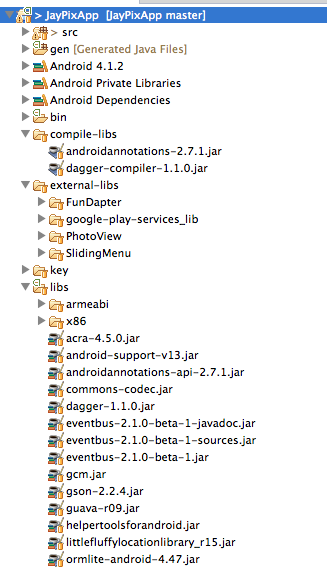 > JayPixApp [JayPixApp master]
> src
gen [Generated Java Files]
Android 4.1.2
Android Private Libraries
Android Dependencies
bin
compile-libs
androidannotations-2.7.1.jar
dagger-compiler-1.1.0.jar
external-libs
FunDapter
google-play-services_lib
PhotoView
SlidingMenu
key
libs
armeabi
x86
acra-4.5.0.jar
android-support-v13.jar
androidannotations-api-2.7.1.jar
commons-codec.jar
dagger-1.1.0.jar
eventbus-2.1.0-beta-1-javadoc.jar
eventbus-2.1.0-beta-1-sources.jar
eventbus-2.1.0-beta-1.jar
gcm.jar
gson-2.2.4.jar
guava-r09.jar
helpertoolsforandroid.jar
littlefluffylocationlibrary_r15.jar
ormlite-android-4.47.jar